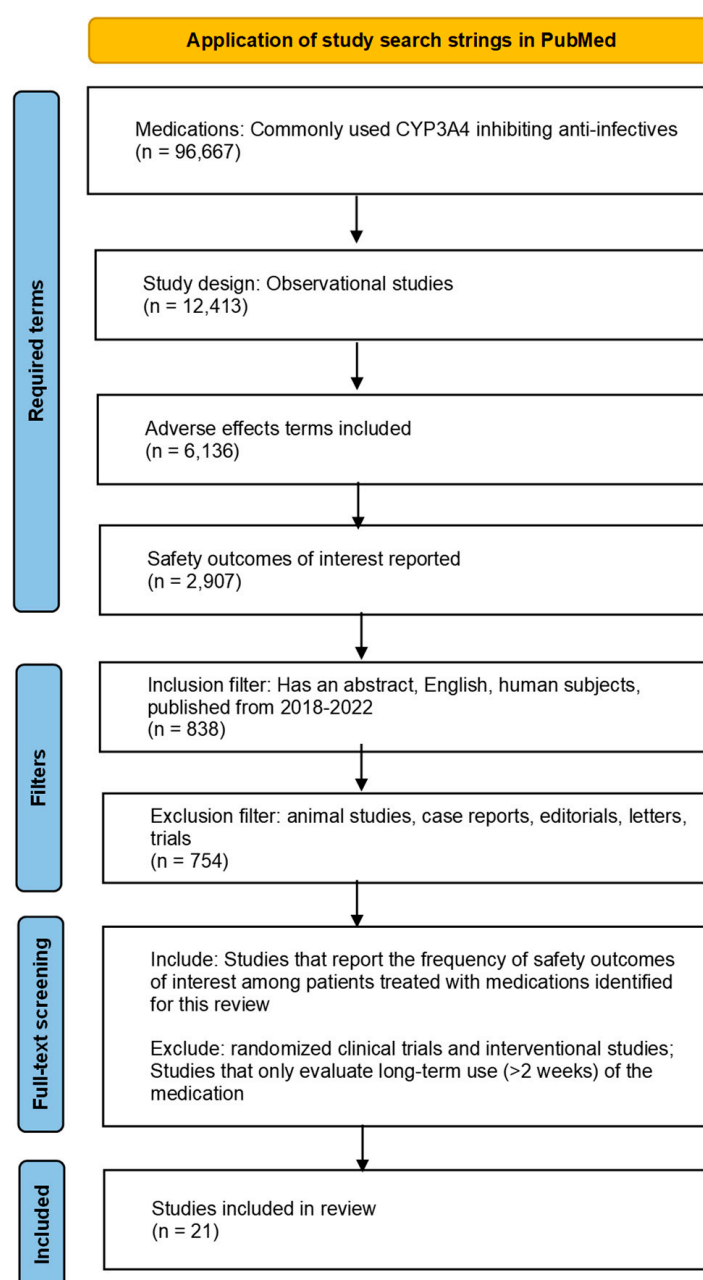 Application of study search strings in PubMed
Required terms
Medications: Commonly used CYP3A4 inhibiting anti-infectives
(n = 96,667)
Study design: Observational studies
(n = 12,413)
Adverse effects terms included
(n = 6,136)
Safety outcomes of interest reported
(n = 2,907)
Filters
Inclusion filter: Has an abstract, English, human subjects,
published from 2018-2022
(n = 838)
Exclusion filter: animal studies, case reports, editorials, letters,
trials
(n = 754)
Full-text screening
Include: Studies that report the frequency of safety outcomes
of interest among patients treated with medications identified
for this review
Exclude: randomized clinical trials and interventional studies;
Studies that only evaluate long-term use (>2 weeks) of the
medication
Included
Studies included in review
(n = 21)